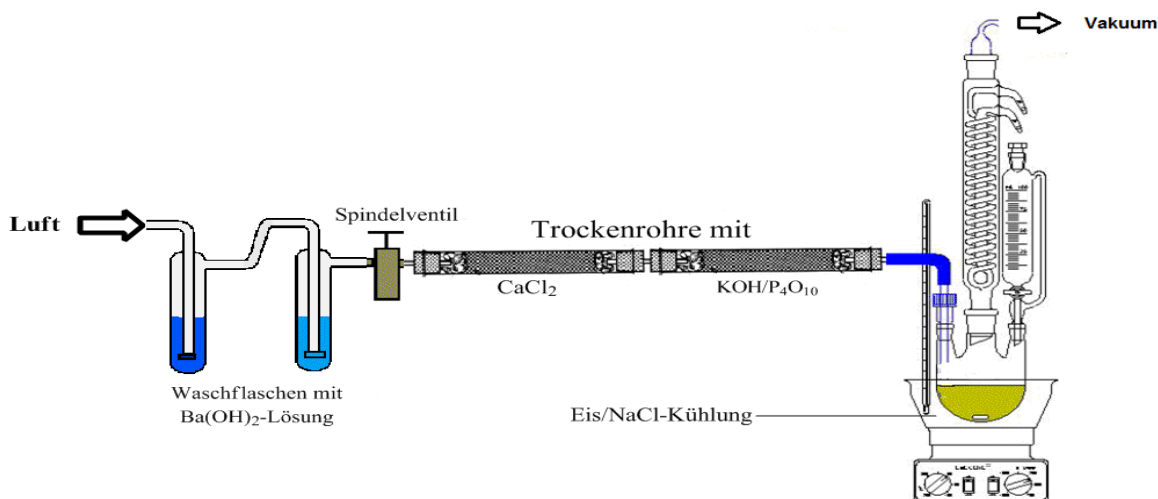 Vakuum
Luft
Spindelventil
Trockenrohre mit
CaCl₂
KOH/P₄O₁₀
Waschflaschen mit
Ba(OH)₂-Lösung
Eis/NaCl-Kühlung